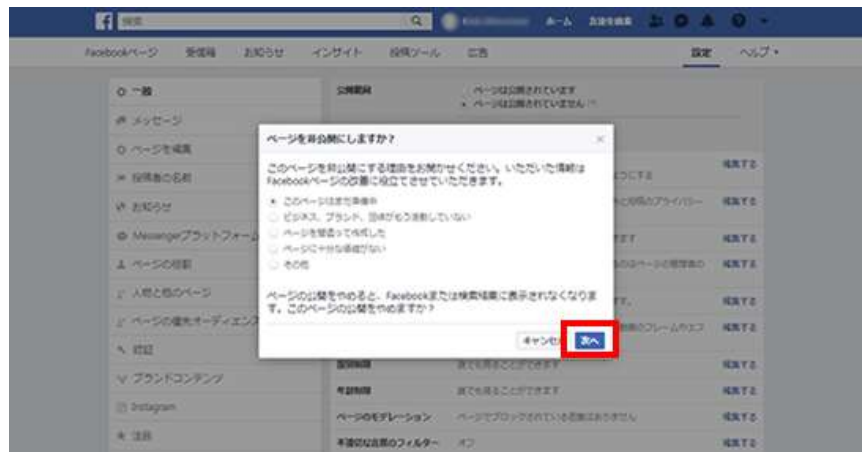 検索
Facebookページ 受信箱 お知らせ インサイト 投稿ツール 広告 設定 ヘルプ
一般
メッセージ
ページを編集
投稿者の名前
お知らせ
Messengerプラットフォーム
ページの役割
人物と他のページ
ページの優先オーディエンス
認証
ブランドコンテンツ
Instagram
注目
公開範囲
ページは公開されています
ページは公開されていません
ページを非公開にしますか？
このページを非公開にする理由をお聞かせください。いただいた情報は
Facebookページの改善に役立てさせていただきます。
このページはまだ準備中
ビジネス、ブランド、団体がもう活動していない
ページを間違って作成した
ページに十分な価値がない
その他
ページの公開をやめると、Facebookまたは検索結果に表示されなくなりま
す。このページの公開をやめますか？
キャンセル 次へ
編集する
編集する
編集する
編集する
編集する
編集する
国別制限 誰でも見ることができます 編集する
年齢制限 誰でも見ることができます 編集する
ページのモデレーション ページでブロックされている言葉はありません 編集する
不適切な言葉のフィルター オフ 編集する